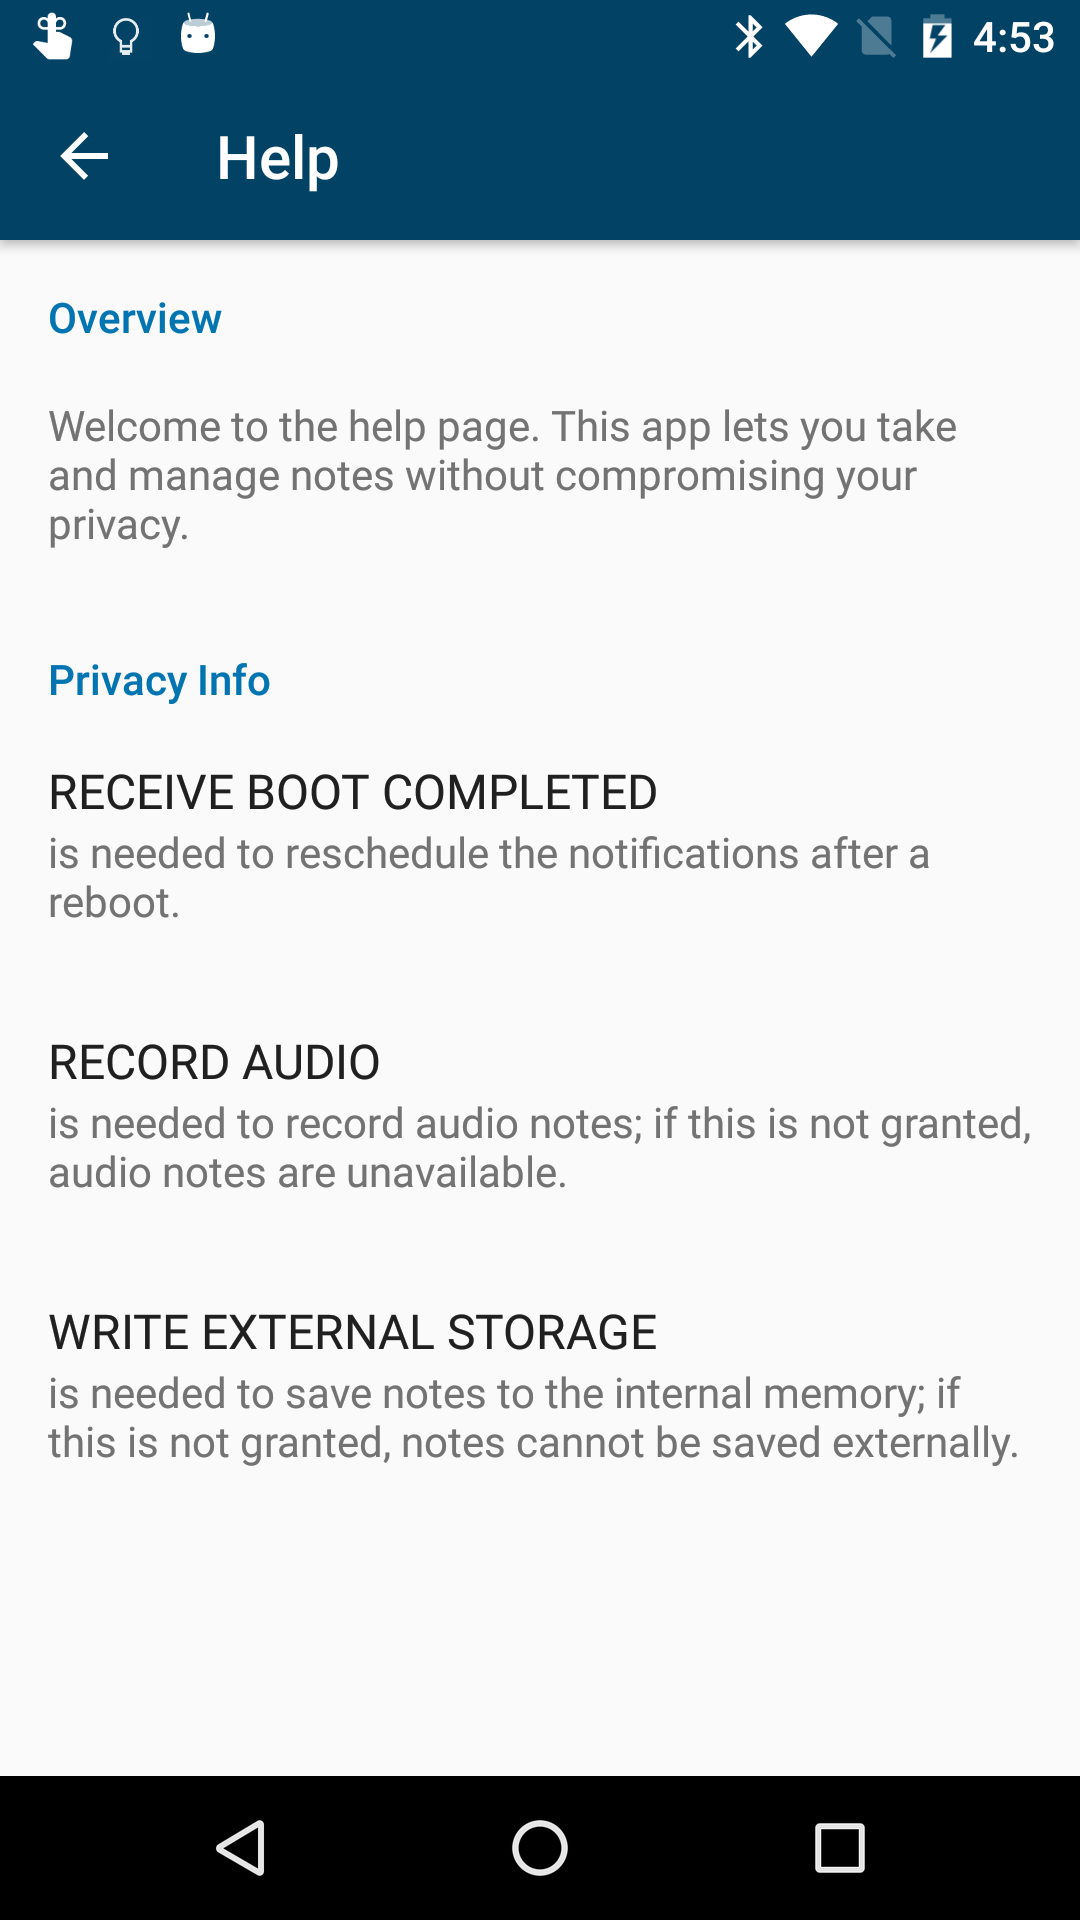 4:53
Help
Overview
Welcome to the help page. This app lets you take
and manage notes without compromising your
privacy.
Privacy Info
RECEIVE BOOT COMPLETED
is needed to reschedule the notifications after a
reboot.
RECORD AUDIO
is needed to record audio notes; if this is not granted,
audio notes are unavailable.
WRITE EXTERNAL STORAGE
is needed to save notes to the internal memory; if
this is not granted, notes cannot be saved externally.